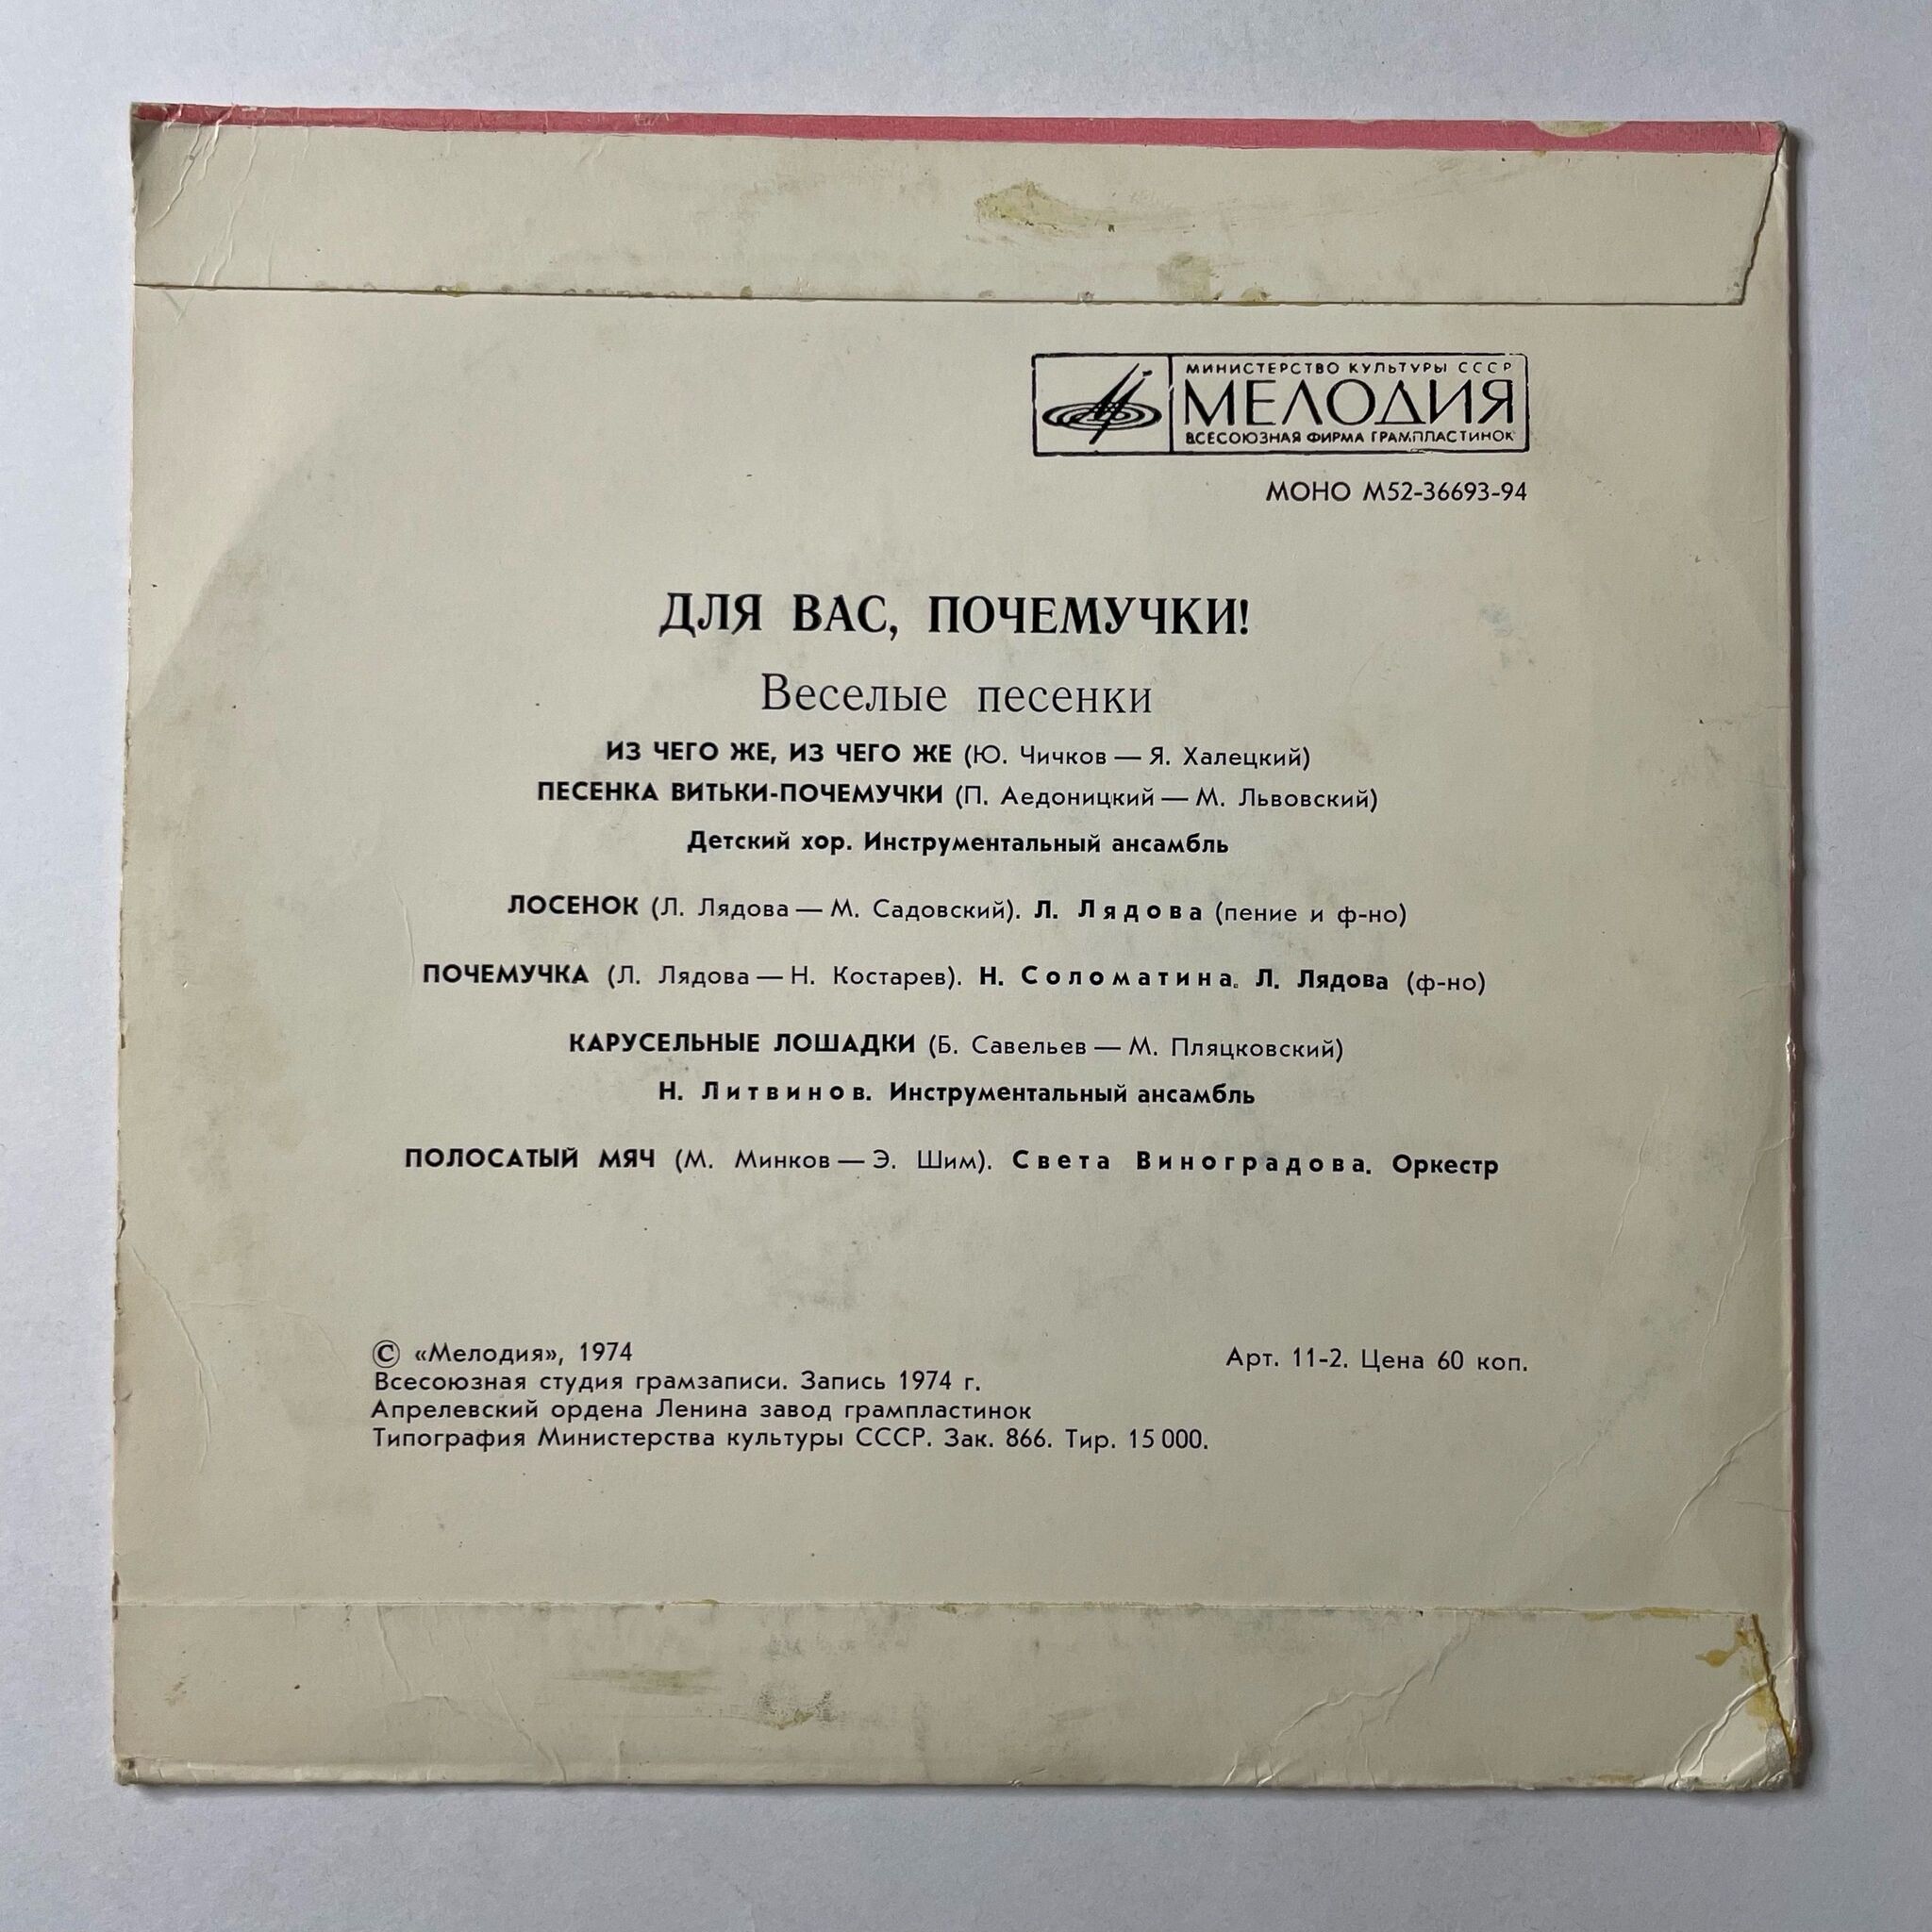 МИНИСТЕРСТВО КУЛЬТУРЫ СССР
МЕЛОДИЯ
ВСЕСОЮЗНАЯ ФИРМА ГРАМПЛАСТИНОК
МОНО М52-36693-94
ДЛЯ ВАС, ПОЧЕМУЧКИ!
Веселые песенки
ИЗ ЧЕГО ЖЕ, ИЗ ЧЕГО ЖЕ (Ю. Чичков — Я. Халецкий)
ПЕСЕНКА ВИТЬКИ-ПОЧЕМУЧКИ (П. Аедоницкий — М. Львовский)
Детский хор. Инструментальный ансамбль
ЛОСЕНОК (Л. Лядова — М. Садовский). Л. Лядова (пение и ф-но)
ПОЧЕМУЧКА (Л. Лядова — Н. Костарев). Н. Соломатина. Л. Лядова (ф-но)
КАРУСЕЛЬНЫЕ ЛОШАДКИ (Б. Савельев — М. Пляцковский)
Н. Литвинов. Инструментальный ансамбль
ПОЛОСАТЫЙ МЯЧ (М. Минков — Э. Шим). Света Виноградова. Оркестр
© «Мелодия», 1974
Арт. 11-2. Цена 60 коп.
Всесоюзная студия грамзаписи. Запись 1974 г.
Апрелевский ордена Ленина завод грампластинок
Типография Министерства культуры СССР. Зак. 866. Тир. 15 000.